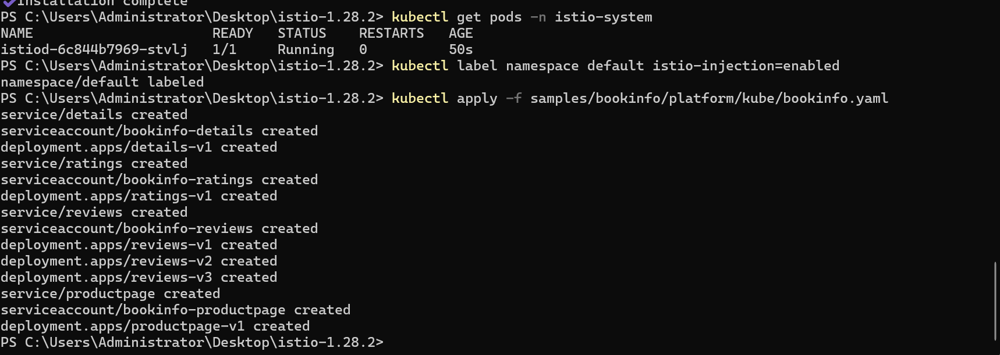 Installation complete
PS C:\Users\Administrator\Desktop\istio-1.28.2> kubectl get pods -n istio-system
NAME                      READY   STATUS    RESTARTS   AGE
istiod-6c844b7969-stvlj   1/1     Running   0          50s
PS C:\Users\Administrator\Desktop\istio-1.28.2> kubectl label namespace default istio-injection=enabled
namespace/default labeled
PS C:\Users\Administrator\Desktop\istio-1.28.2> kubectl apply -f samples/bookinfo/platform/kube/bookinfo.yaml
service/details created
serviceaccount/bookinfo-details created
deployment.apps/details-v1 created
service/ratings created
serviceaccount/bookinfo-ratings created
deployment.apps/ratings-v1 created
service/reviews created
serviceaccount/bookinfo-reviews created
deployment.apps/reviews-v1 created
deployment.apps/reviews-v2 created
deployment.apps/reviews-v3 created
service/productpage created
serviceaccount/bookinfo-productpage created
deployment.apps/productpage-v1 created
PS C:\Users\Administrator\Desktop\istio-1.28.2>